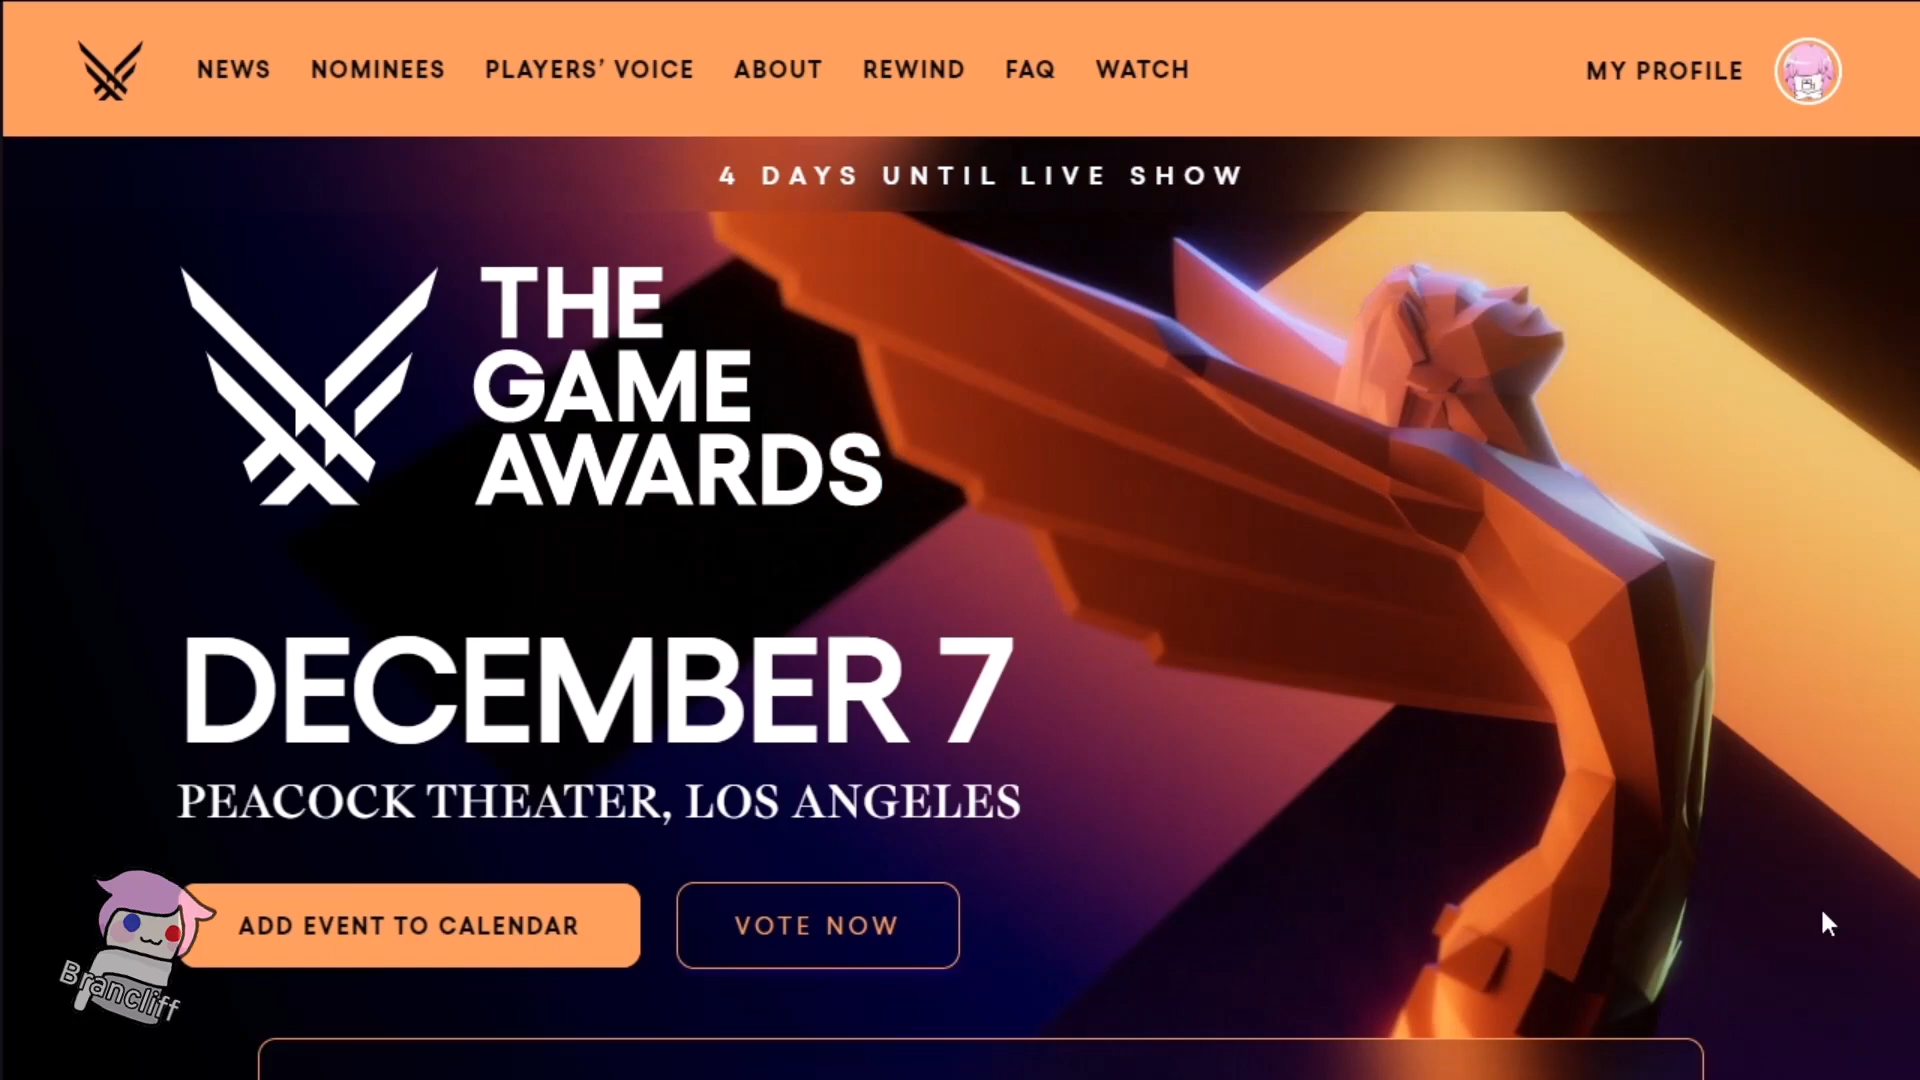 NEWS NOMINEES PLAYERS’ VOICE ABOUT REWIND FAQ WATCH MY PROFILE
4 DAYS UNTIL LIVE SHOW
THE
GAME
AWARDS
DECEMBER 7
PEACOCK THEATER, LOS ANGELES
ADD EVENT TO CALENDAR
VOTE NOW
Brancliff